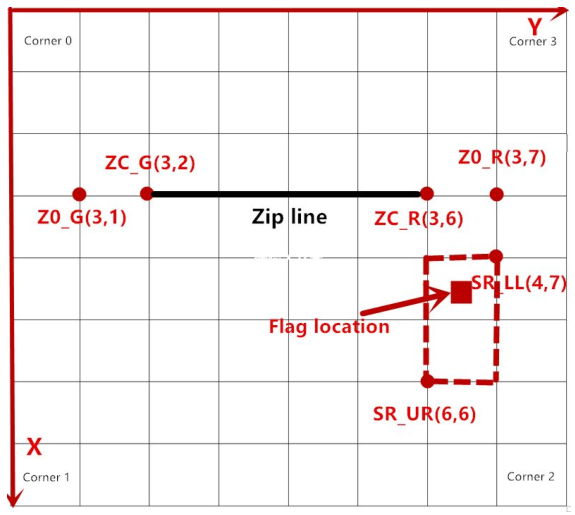 Y
Corner 0
Corner 3
ZC_G(3,2)
Z0_R(3,7)
Z0_G(3,1)
Zip line
ZC_R(3,6)
SR_LL(4,7)
Flag location
SR_UR(6,6)
X
Corner 1
Corner 2